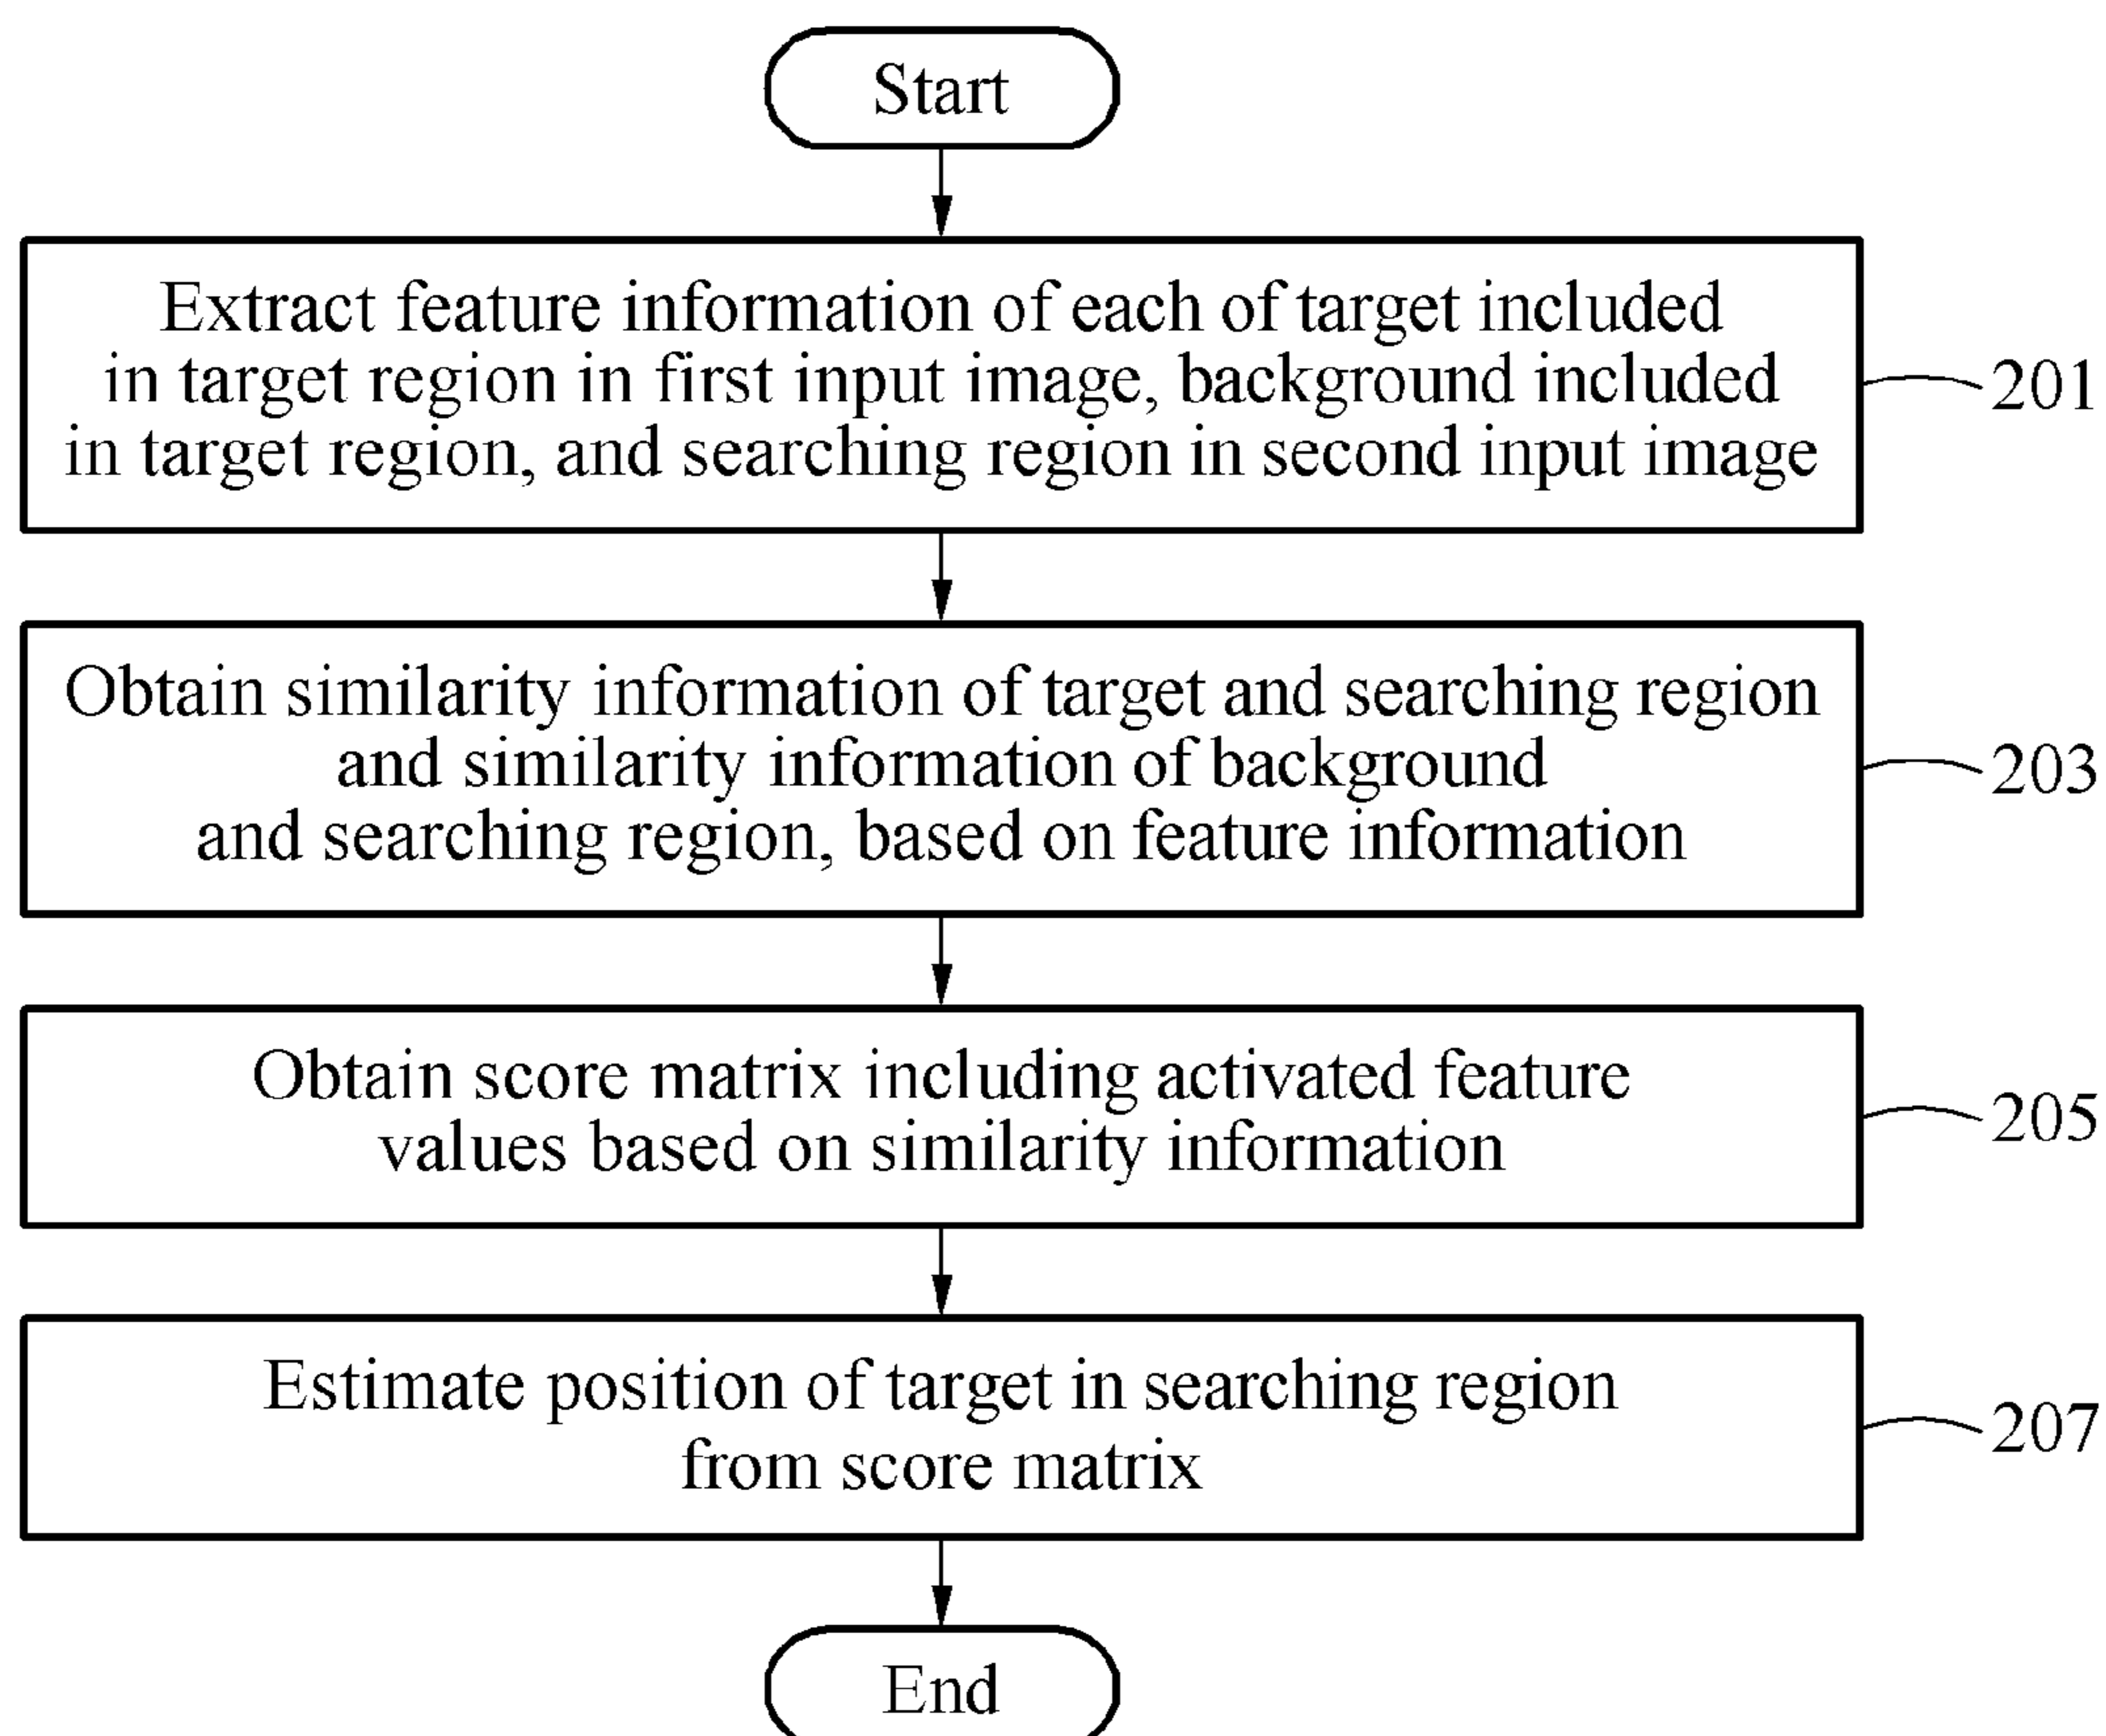 Start
Extract feature information of each of target included
in target region in first input image, background included
in target region, and searching region in second input image
201
Obtain similarity information of target and searching region
and similarity information of background
and searching region, based on feature information
203
Obtain score matrix including activated feature
values based on similarity information
205
Estimate position of target in searching region
from score matrix
207
End